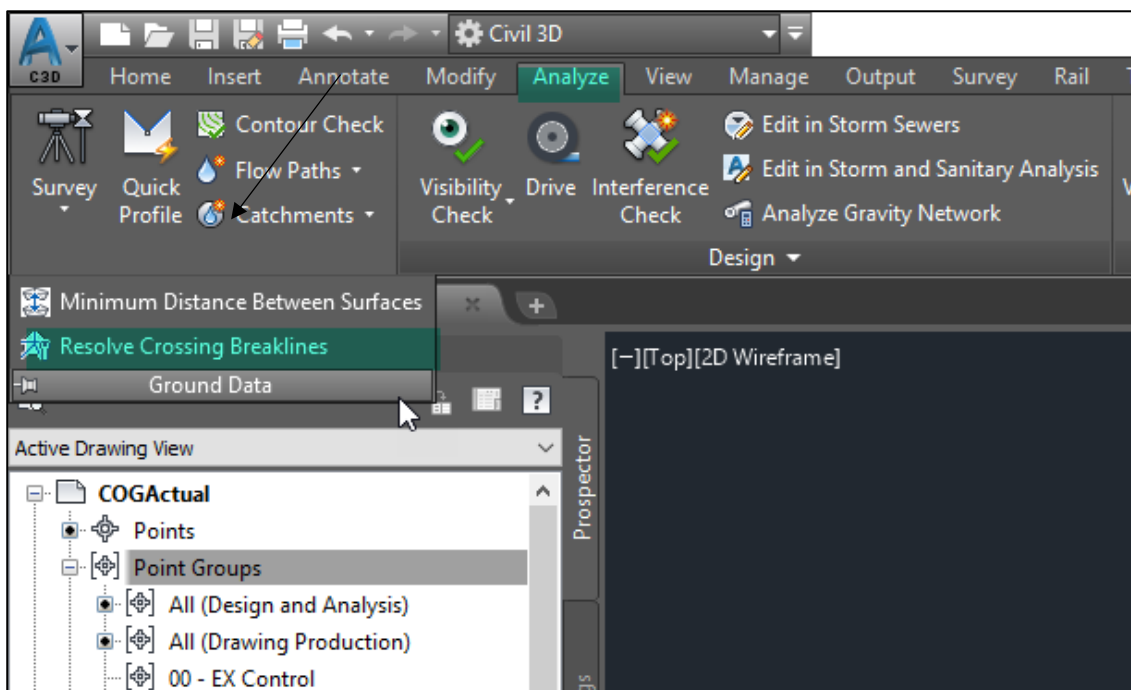 C3D
Civil 3D
Home Insert Annotate Modify Analyze View Manage Output Survey Rail
Survey
Quick Profile
Contour Check
Flow Paths
Catchments
Visibility Check
Drive
Interference Check
Edit in Storm Sewers
Edit in Storm and Sanitary Analysis
Analyze Gravity Network
Design
Minimum Distance Between Surfaces
Resolve Crossing Breaklines
Ground Data
[−][Top][2D Wireframe]
Active Drawing View
Prospector
COGActual
Points
Point Groups
All (Design and Analysis)
All (Drawing Production)
00 - EX Control